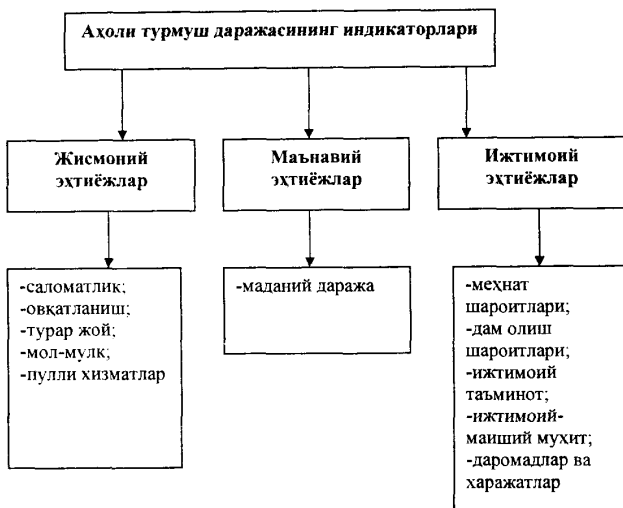 Аҳоли турмуш даражасининг индикаторлари
Жисмоний
эҳтиёжлар
Маънавий
эҳтиёжлар
Ижтимоий
эҳтиёжлар
-саломатлик;
-овқатланиш;
-турар жой;
-мол-мулк;
-пулли хизматлар
-маданий даража
-меҳнат
шароитлари;
-дам олиш
шароитлари;
-ижтимоий
таъминот;
-ижтимоий-
маиший мухит;
-даромадлар ва
харажатлар